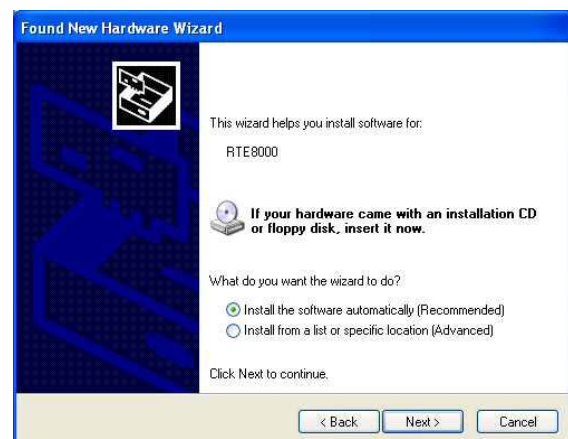 Found New Hardware Wizard
This wizard helps you install software for:
RTE8000
If your hardware came with an installation CD
or floppy disk, insert it now.
What do you want the wizard to do?
Install the software automatically (Recommended)
Install from a list or specific location (Advanced)
Click Next to continue.
< Back Next > Cancel